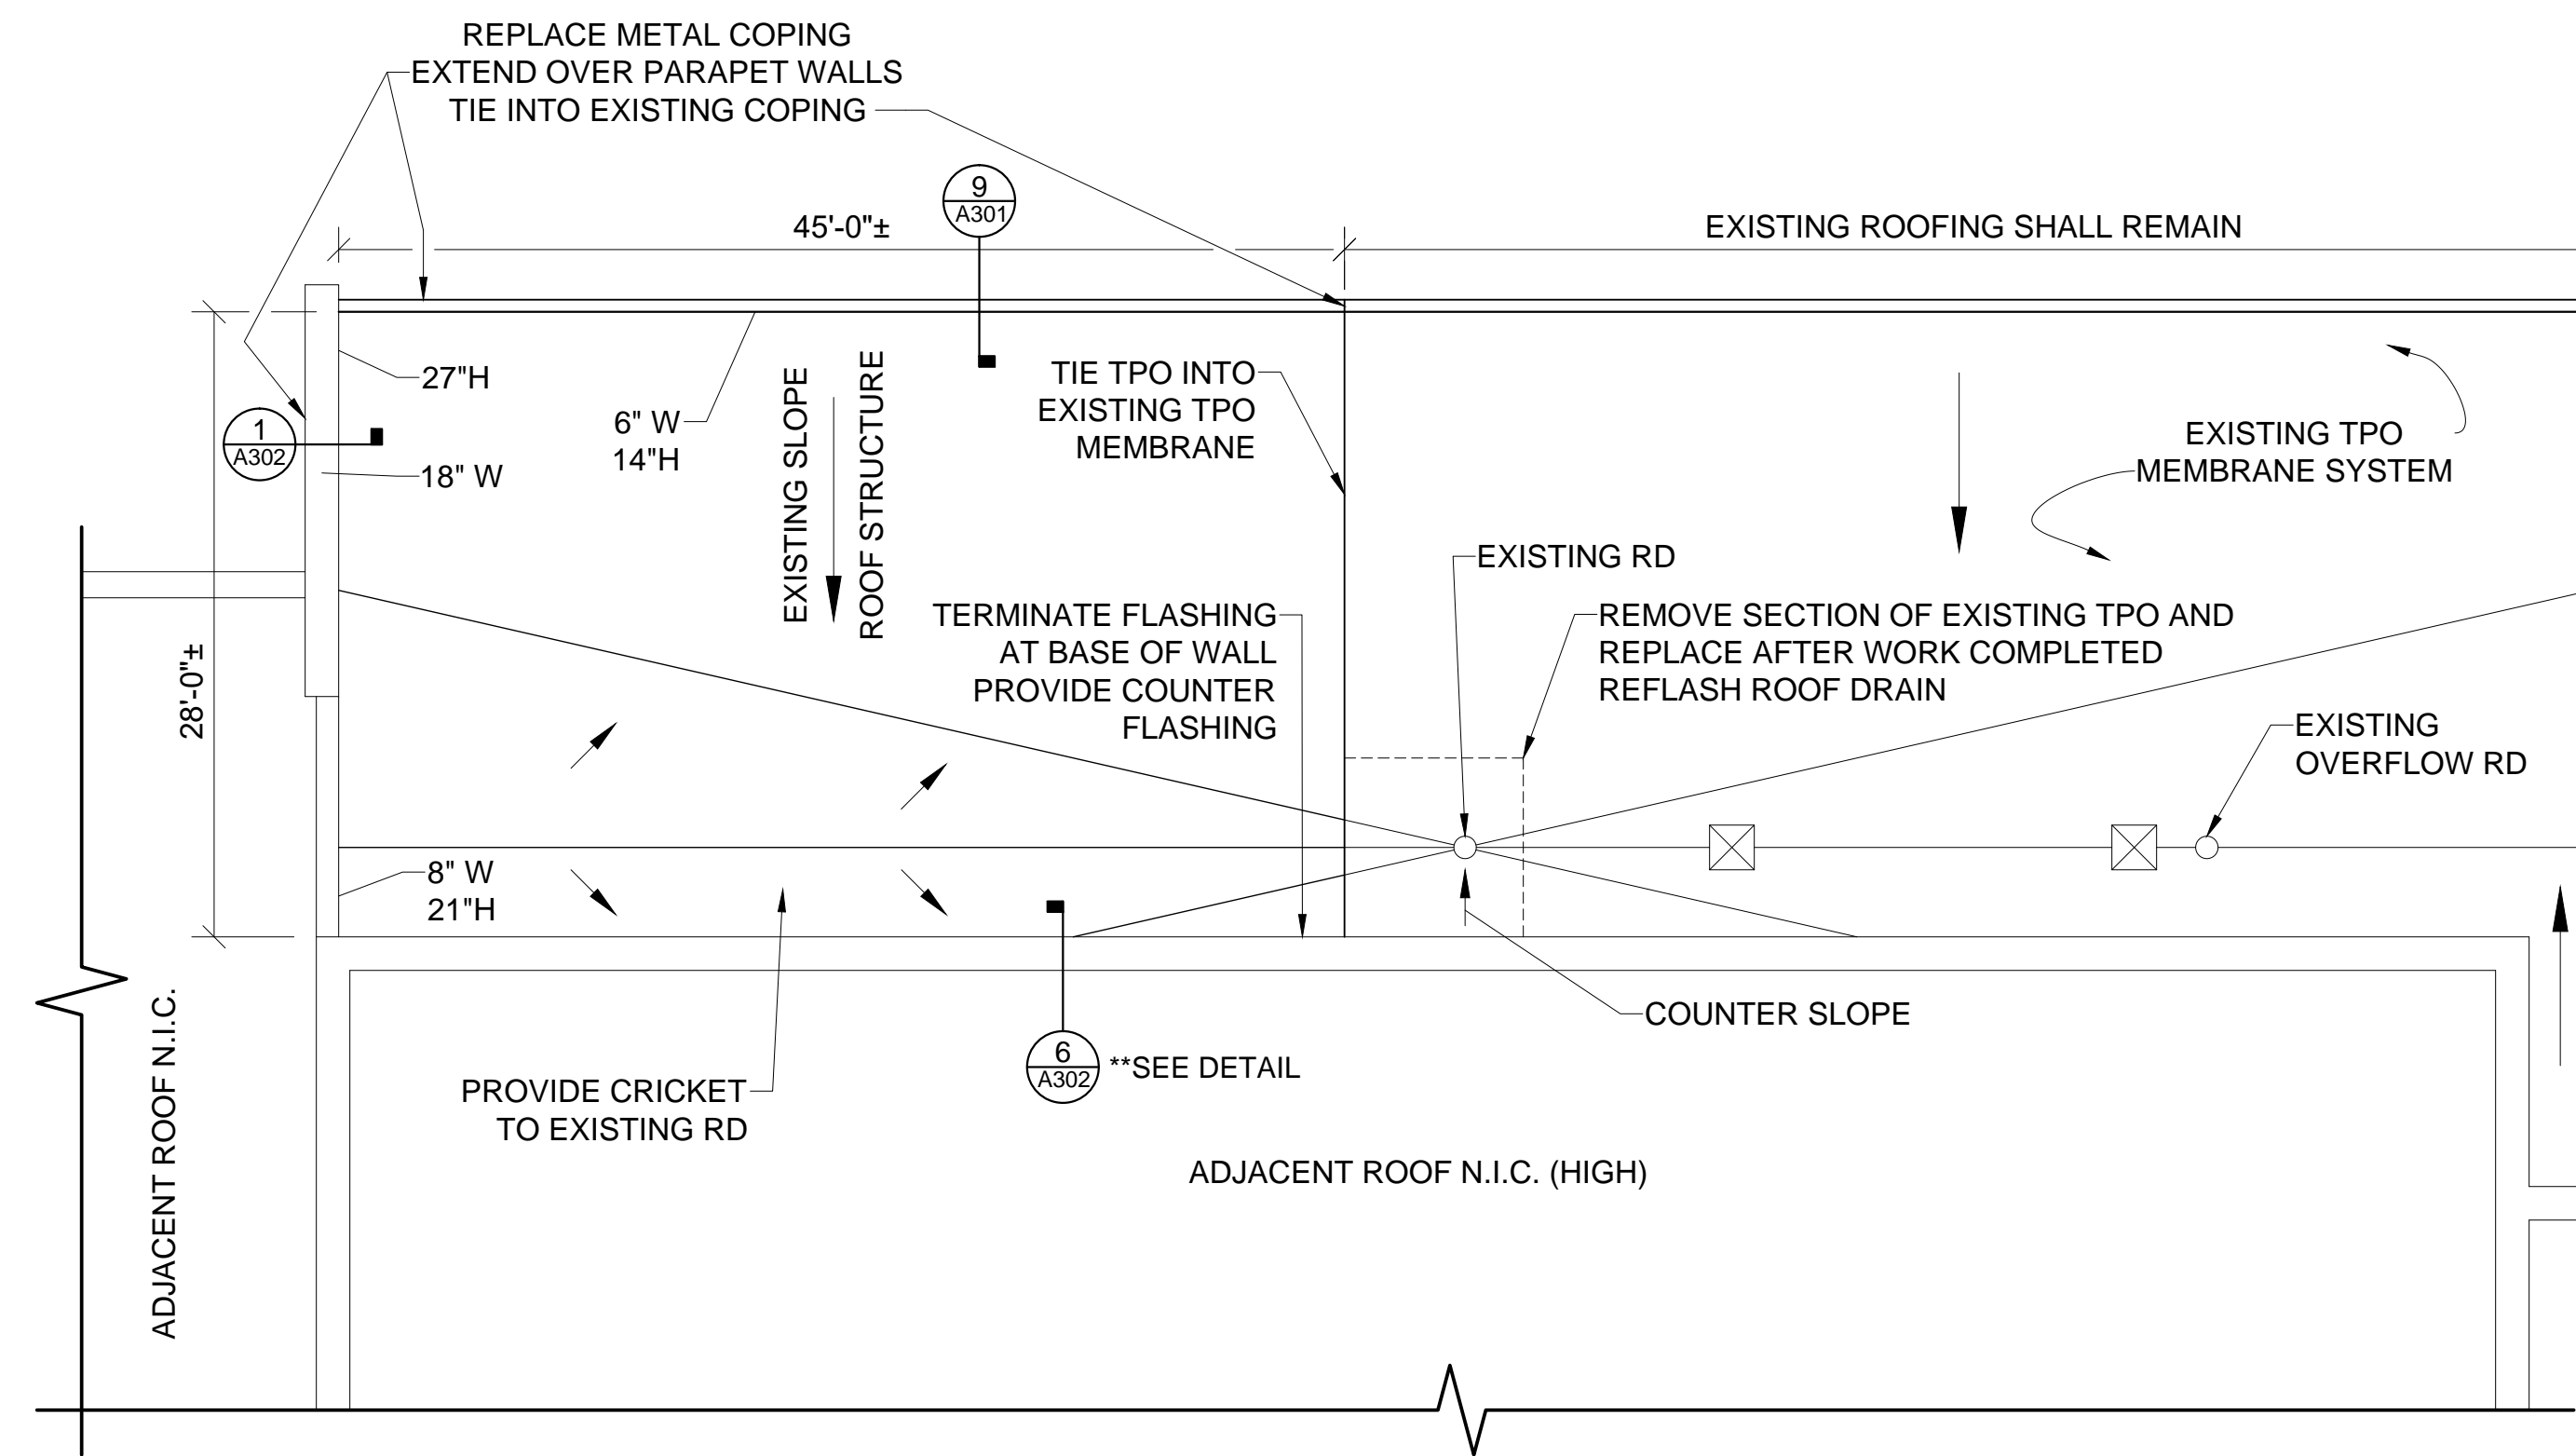 REPLACE METAL COPING
EXTEND OVER PARAPET WALLS
TIE INTO EXISTING COPING
9
A301
45'-0"±
EXISTING ROOFING SHALL REMAIN
27"H
1
A302
18" W
6" W
14"H
EXISTING SLOPE
ROOF STRUCTURE
TIE TPO INTO
EXISTING TPO
MEMBRANE
EXISTING TPO
MEMBRANE SYSTEM
EXISTING RD
TERMINATE FLASHING
AT BASE OF WALL
PROVIDE COUNTER
FLASHING
REMOVE SECTION OF EXISTING TPO AND
REPLACE AFTER WORK COMPLETED
REFLASH ROOF DRAIN
28'-0"±
EXISTING
OVERFLOW RD
8" W
21"H
COUNTER SLOPE
ADJACENT ROOF N.I.C.
6
A302
**SEE DETAIL
PROVIDE CRICKET
TO EXISTING RD
ADJACENT ROOF N.I.C. (HIGH)